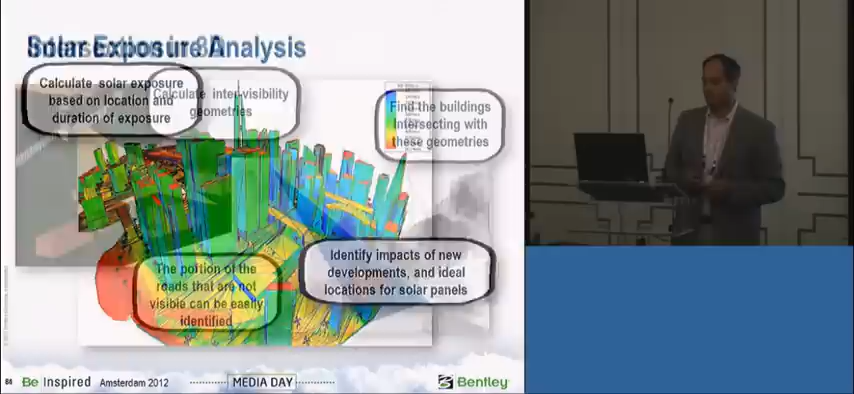 Solar Exposure Analysis
Calculate solar exposure
based on location and
duration of exposure
Calculate inter-visibility
geometries
Find the buildings
Intersecting with
these geometries
The portion of the
roads that are not
visible can be easily
identified
Identify impacts of new
developments, and ideal
locations for solar panels
Be Inspired Amsterdam 2012
MEDIA DAY
Bentley